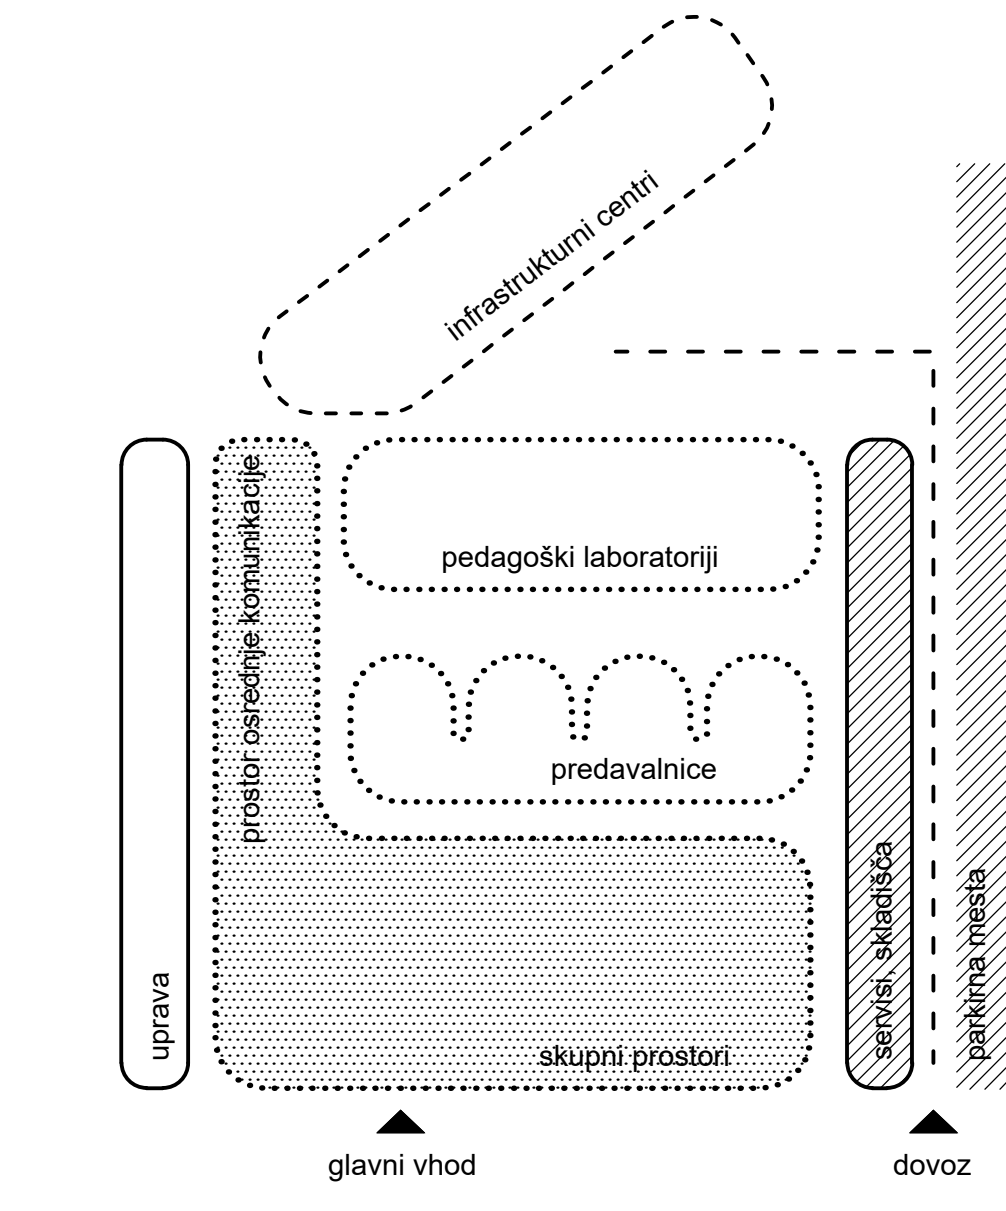 infrastrukturni centri
prostor osrednje komunikacije
pedagoški laboratoriji
predavalnice
uprava
skupni prostori
servisi, skladišča
parkirna mesta
glavni vhod
dovoz